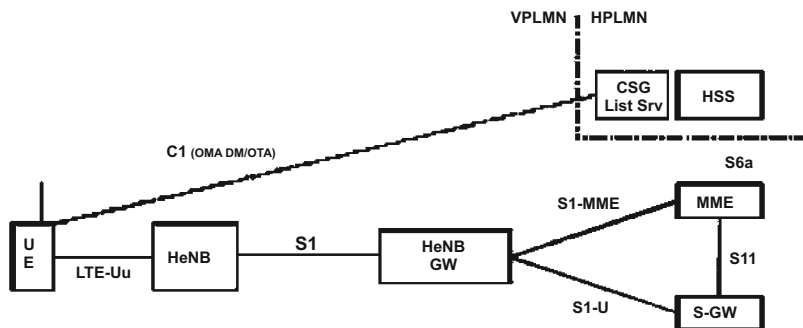 VPLMN HPLMN
CSG
List Srv
HSS
C1 (OMA DM/OTA)
S6a
S1-MME
MME
U
E
LTE-Uu
HeNB
S1
HeNB
GW
S11
S1-U
S-GW